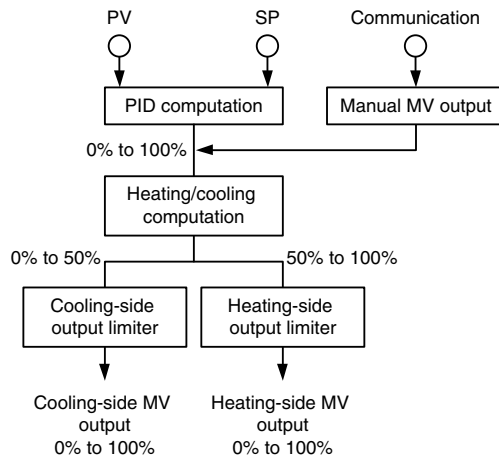 PV
SP
Communication
PID computation
Manual MV output
0% to 100%
Heating/cooling
computation
0% to 50%
50% to 100%
Cooling-side
output limiter
Heating-side
output limiter
Cooling-side MV
output
0% to 100%
Heating-side MV
output
0% to 100%